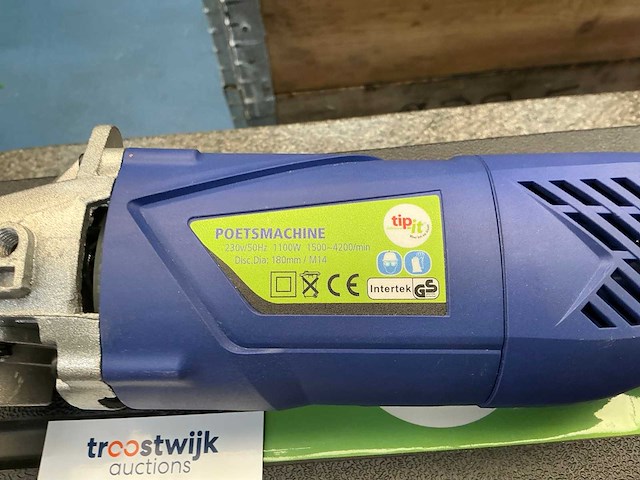 POETSMACHINE
230v/50Hz 1100W 1500~4200/min
Disc.Dia: 180mm / M14
tip
it
CE
Intertek GS
troostwijk
auctions